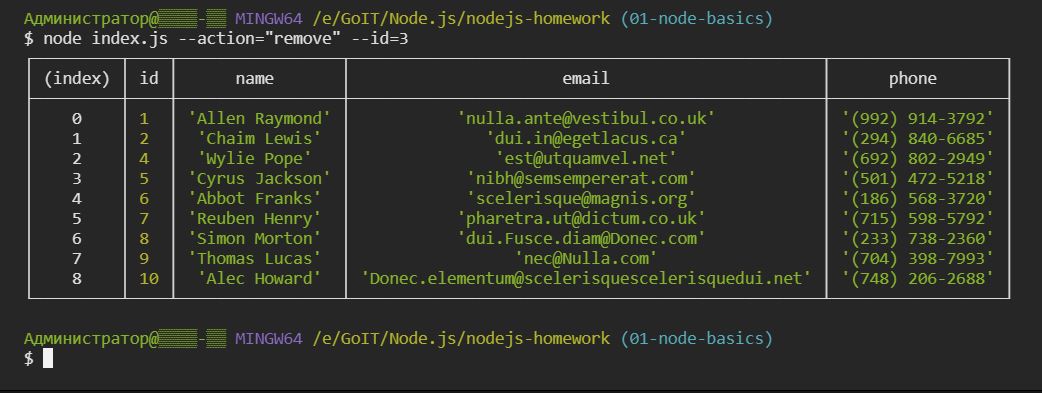 Администратор@▒▒▒▒-▒▒ MINGW64 /e/GoIT/Node.js/nodejs-homework (01-node-basics)
$ node index.js --action="remove" --id=3
(index) id name email phone
0 1 'Allen Raymond' 'nulla.ante@vestibul.co.uk' '(992) 914-3792'
1 2 'Chaim Lewis' 'dui.in@egetlacus.ca' '(294) 840-6685'
2 4 'Wylie Pope' 'est@utquamvel.net' '(692) 802-2949'
3 5 'Cyrus Jackson' 'nibh@semsempererat.com' '(501) 472-5218'
4 6 'Abbot Franks' 'scelerisque@magnis.org' '(186) 568-3720'
5 7 'Reuben Henry' 'pharetra.ut@dictum.co.uk' '(715) 598-5792'
6 8 'Simon Morton' 'dui.Fusce.diam@Donec.com' '(233) 738-2360'
7 9 'Thomas Lucas' 'nec@Nulla.com' '(704) 398-7993'
8 10 'Alec Howard' 'Donec.elementum@scelerisquescelerisquedui.net' '(748) 206-2688'
Администратор@▒▒▒▒-▒▒ MINGW64 /e/GoIT/Node.js/nodejs-homework (01-node-basics)
$